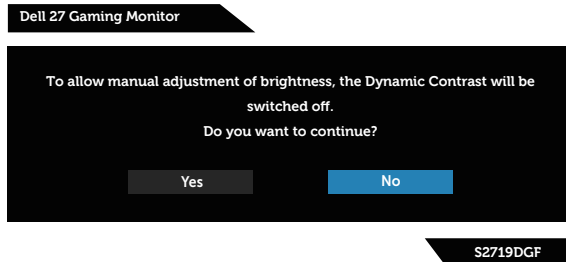 Dell 27 Gaming Monitor
To allow manual adjustment of brightness, the Dynamic Contrast will be
switched off.
Do you want to continue?
Yes
No
S2719DGF